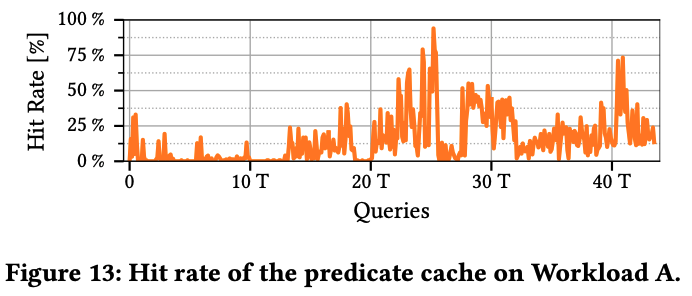 100 %
75 %
50 %
25 %
0 %
Hit Rate [%]
0 10 T 20 T 30 T 40 T
Queries
Figure 13: Hit rate of the predicate cache on Workload A.